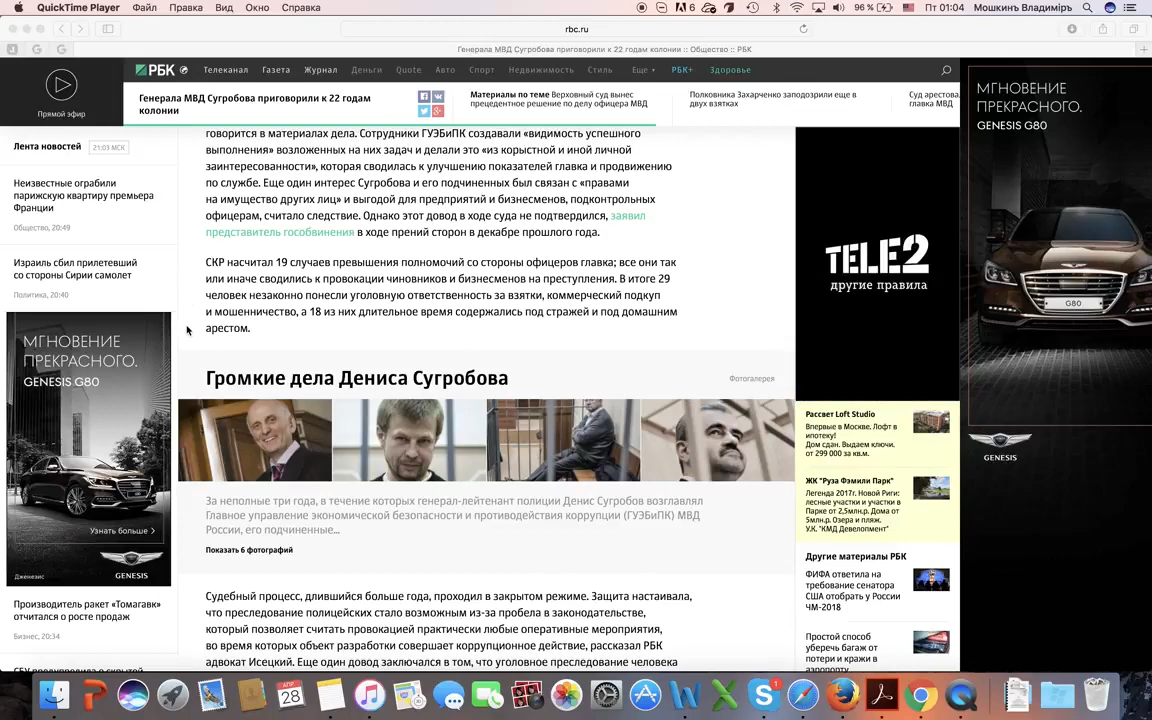 QuickTime Player Файл Правка Вид Окно Справка
6 96 % Пт 01:04 Мошкинъ Владиміръ
rbc.ru
Генерала МВД Сугробова приговорили к 22 годам колонии :: Общество :: РБК
Прямой эфир
РБК Телеканал Газета Журнал Деньги Quote Авто Спорт Недвижимость Стиль Еще РБК+ Здоровье
Генерала МВД Сугробова приговорили к 22 годам
колонии
Материалы по теме Верховный суд вынес
прецедентное решение по делу офицера МВД
Полковника Захарченко заподозрили еще в
двух взятках
Суд арестова
главка МВД
Лента новостей 21:03 МСК
Неизвестные ограбили
парижскую квартиру премьера
Франции
Общество, 20:49
Израиль сбил прилетевший
со стороны Сирии самолет
Политика, 20:40
МГНОВЕНИЕ
ПРЕКРАСНОГО.
GENESIS G80
Узнать больше
Дженезис
GENESIS
Производитель ракет «Томагавк»
отчитался о росте продаж
Бизнес, 20:34
СБУ предупредила о скрытой
говорится в материалах дела. Сотрудники ГУЭБиПК создавали «видимость успешного
выполнения» возложенных на них задач и делали это «из корыстной и иной личной
заинтересованности», которая сводилась к улучшению показателей главка и продвижению
по службе. Еще один интерес Сугробова и его подчиненных был связан с «правами
на имущество других лиц» и выгодой для предприятий и бизнесменов, подконтрольных
офицерам, считало следствие. Однако этот довод в ходе суда не подтвердился, заявил
представитель гособвинения в ходе прений сторон в декабре прошлого года.
СКР насчитал 19 случаев превышения полномочий со стороны офицеров главка; все они так
или иначе сводились к провокации чиновников и бизнесменов на преступления. В итоге 29
человек незаконно понесли уголовную ответственность за взятки, коммерческий подкуп
и мошенничество, а 18 из них длительное время содержались под стражей и под домашним
арестом.
Громкие дела Дениса Сугробова
Фотогалерея
За неполные три года, в течение которых генерал-лейтенант полиции Денис Сугробов возглавлял
Главное управление экономической безопасности и противодействия коррупции (ГУЭБиПК) МВД
России, его подчиненные...
Показать 6 фотографий
Судебный процесс, длившийся больше года, проходил в закрытом режиме. Защита настаивала,
что преследование полицейских стало возможным из-за пробела в законодательстве,
который позволяет считать провокацией практически любые оперативные мероприятия,
во время которых объект разработки совершает коррупционное действие, рассказал РБК
адвокат Исецкий. Еще один довод заключался в том, что уголовное преследование человека
TELE2
другие правила
Рассвет Loft Studio
Впервые в Москве. Лофт в
ипотеку!
Дом сдан. Выдаем ключи.
от 299 000 за кв.м.
ЖК "Руза Фэмили Парк"
Легенда 2017г. Новой Риги:
лесные участки и участки в
Парке от 2,5млн.р. Дома от
5млн.р. Озера и пляж.
У.К. "КМД Девелопмент"
Другие материалы РБК
ФИФА ответила на
требование сенатора
США отобрать у России
ЧМ-2018
Простой способ
уберечь багаж от
потери и кражи в
аэропорту
МГНОВЕНИЕ
ПРЕКРАСНОГО.
GENESIS G80
G80
GENESIS
АПР
28
1